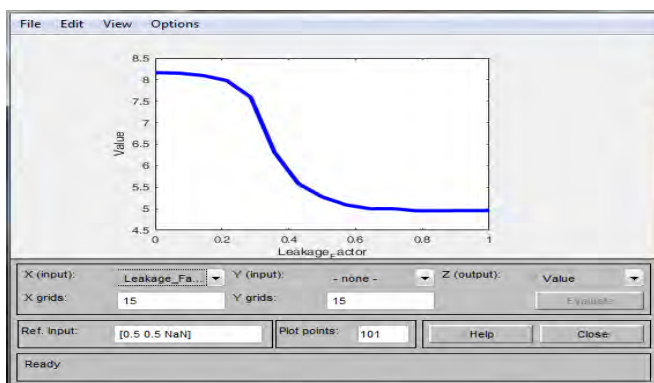 File Edit View Options
8.5
8
7.5
7
6.5
6
5.5
5
4.5
Value
0 0.2 0.4 0.6 0.8 1
Leakage_Factor
X (input): Leakage_Fa... Y (input): - none - Z (output): Value
X grids: 15 Y grids: 15 Evaluate
Ref. Input: [0.5 0.5 NaN] Plot points: 101 Help Close
Ready